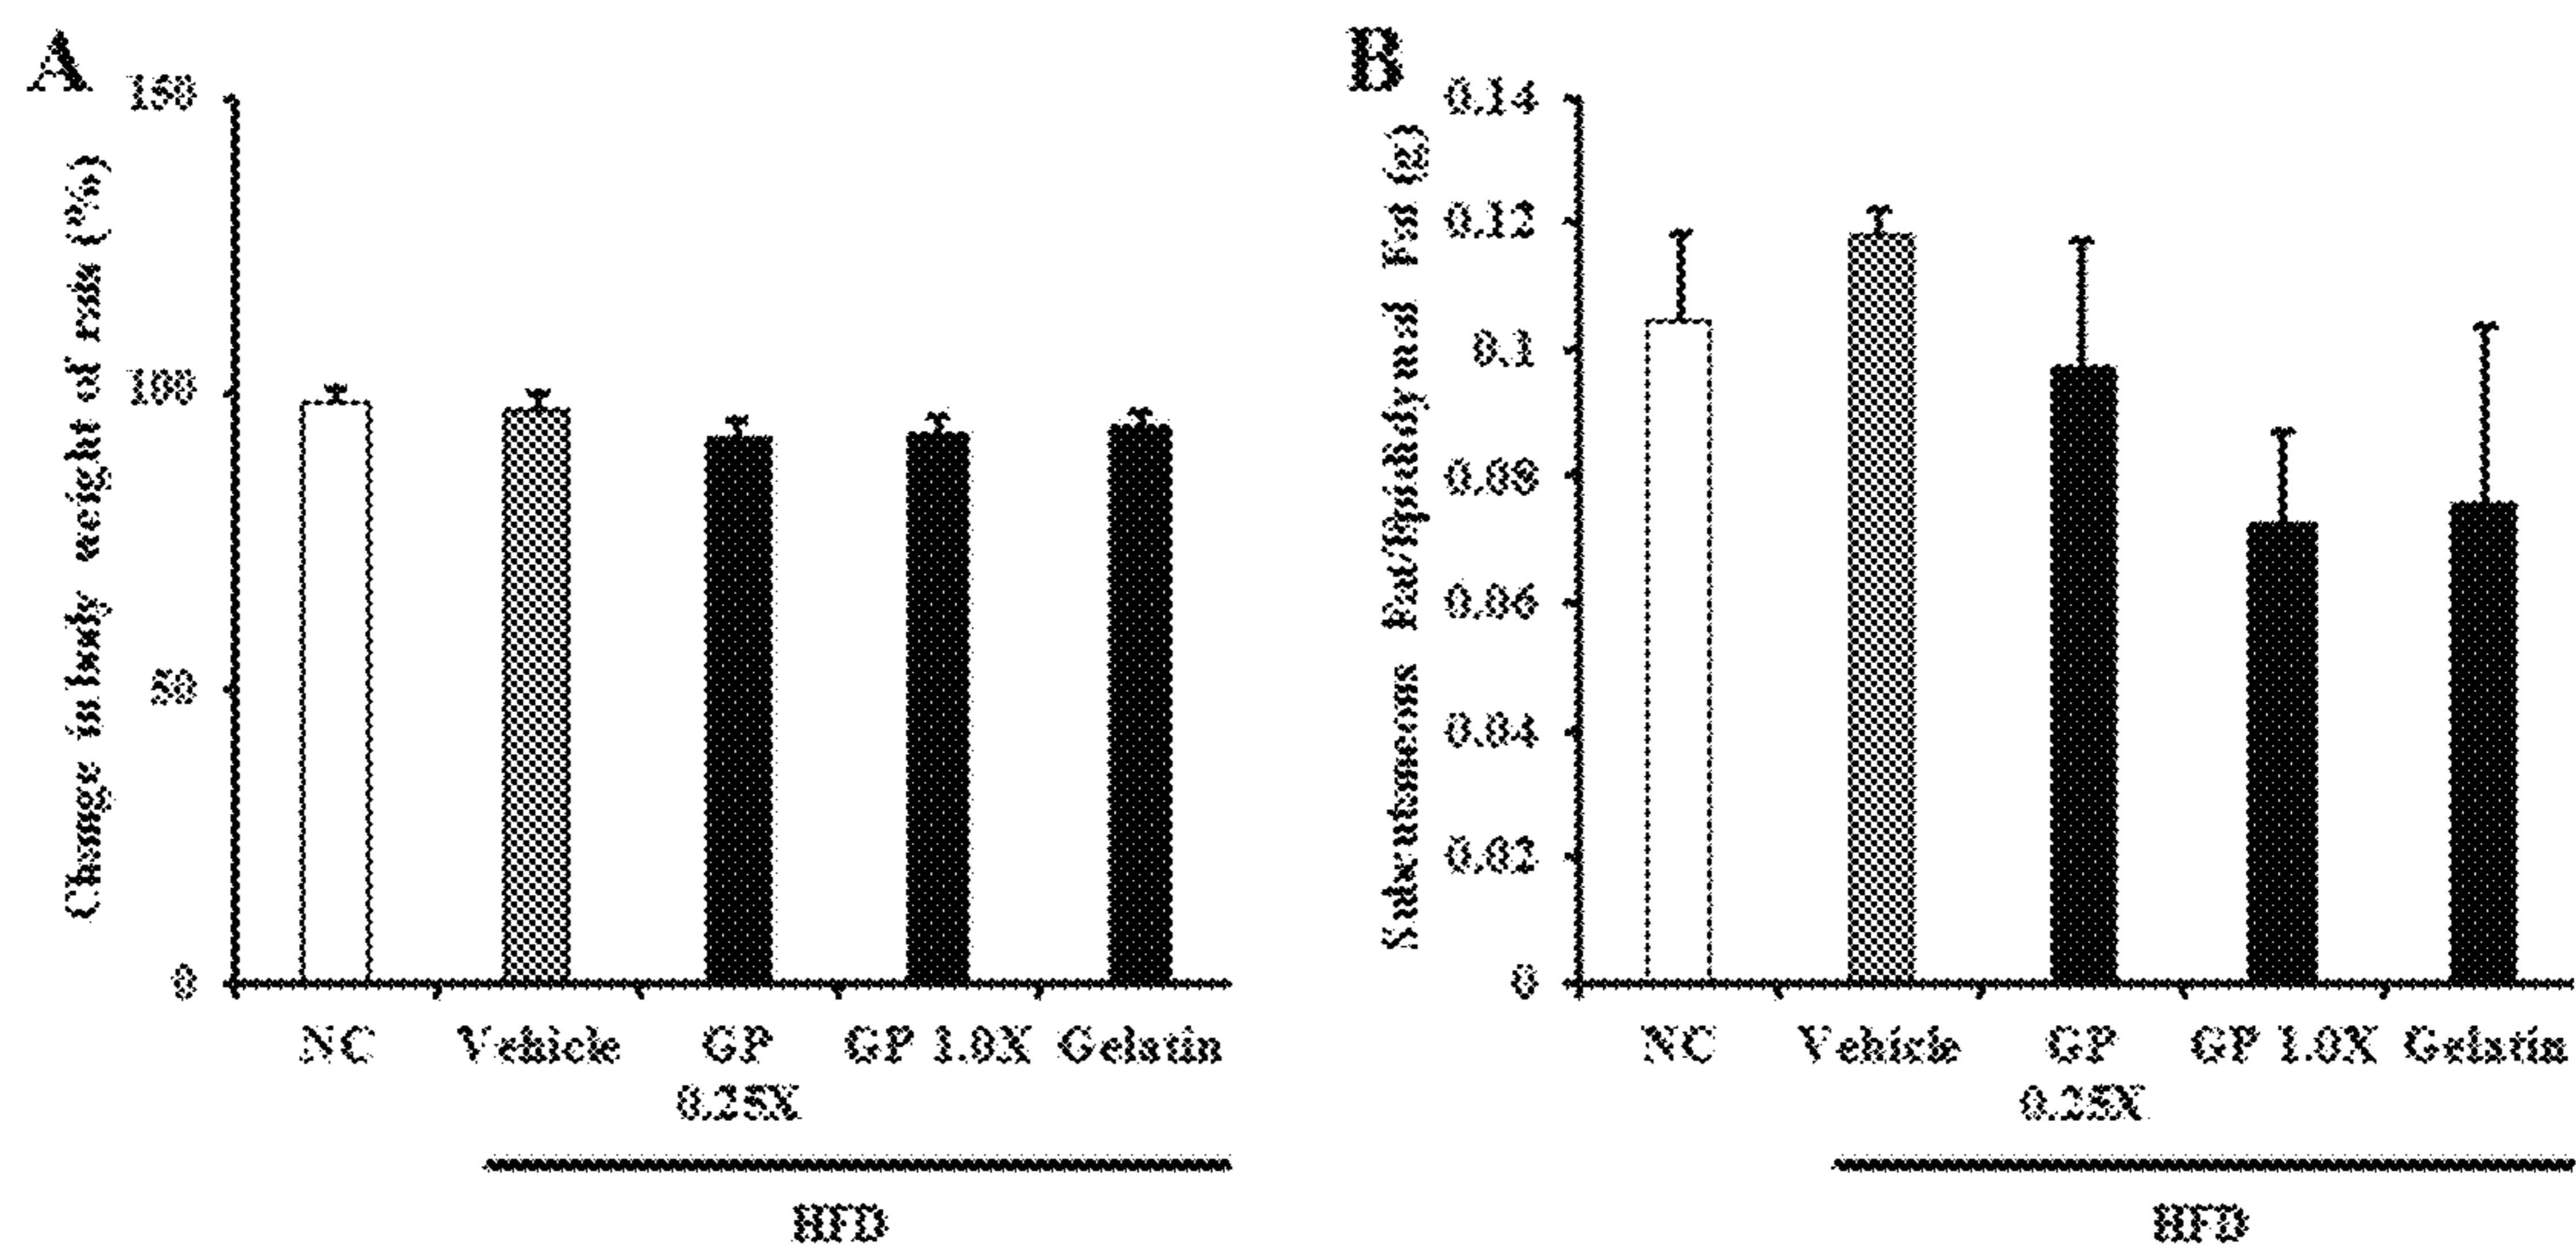 A
Change in body weight of rats (%)
150
100
50
0
NC Vehicle GP GP 1.0X Gelatin
0.25X
HFD
B
Subcutneous Fat/Epididymal Fat (g)
0.14
0.12
0.1
0.08
0.06
0.04
0.02
0
NC Vehicle GP GP 1.0X Gelatin
0.25X
HFD